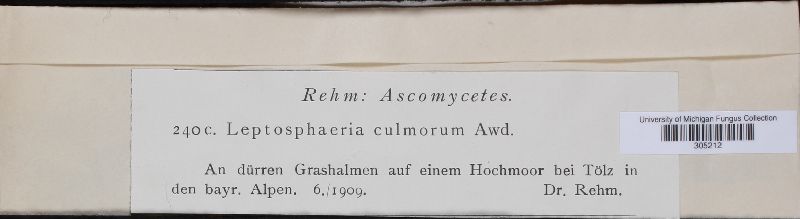 Rehm: Ascomycetes.
240c. Leptosphaeria culmorum Awd.
An dürren Grashalmen auf einem Hochmoor bei Tölz in
den bayr. Alpen. 6./1909. Dr. Rehm.
University of Michigan Fungus Collection
305212